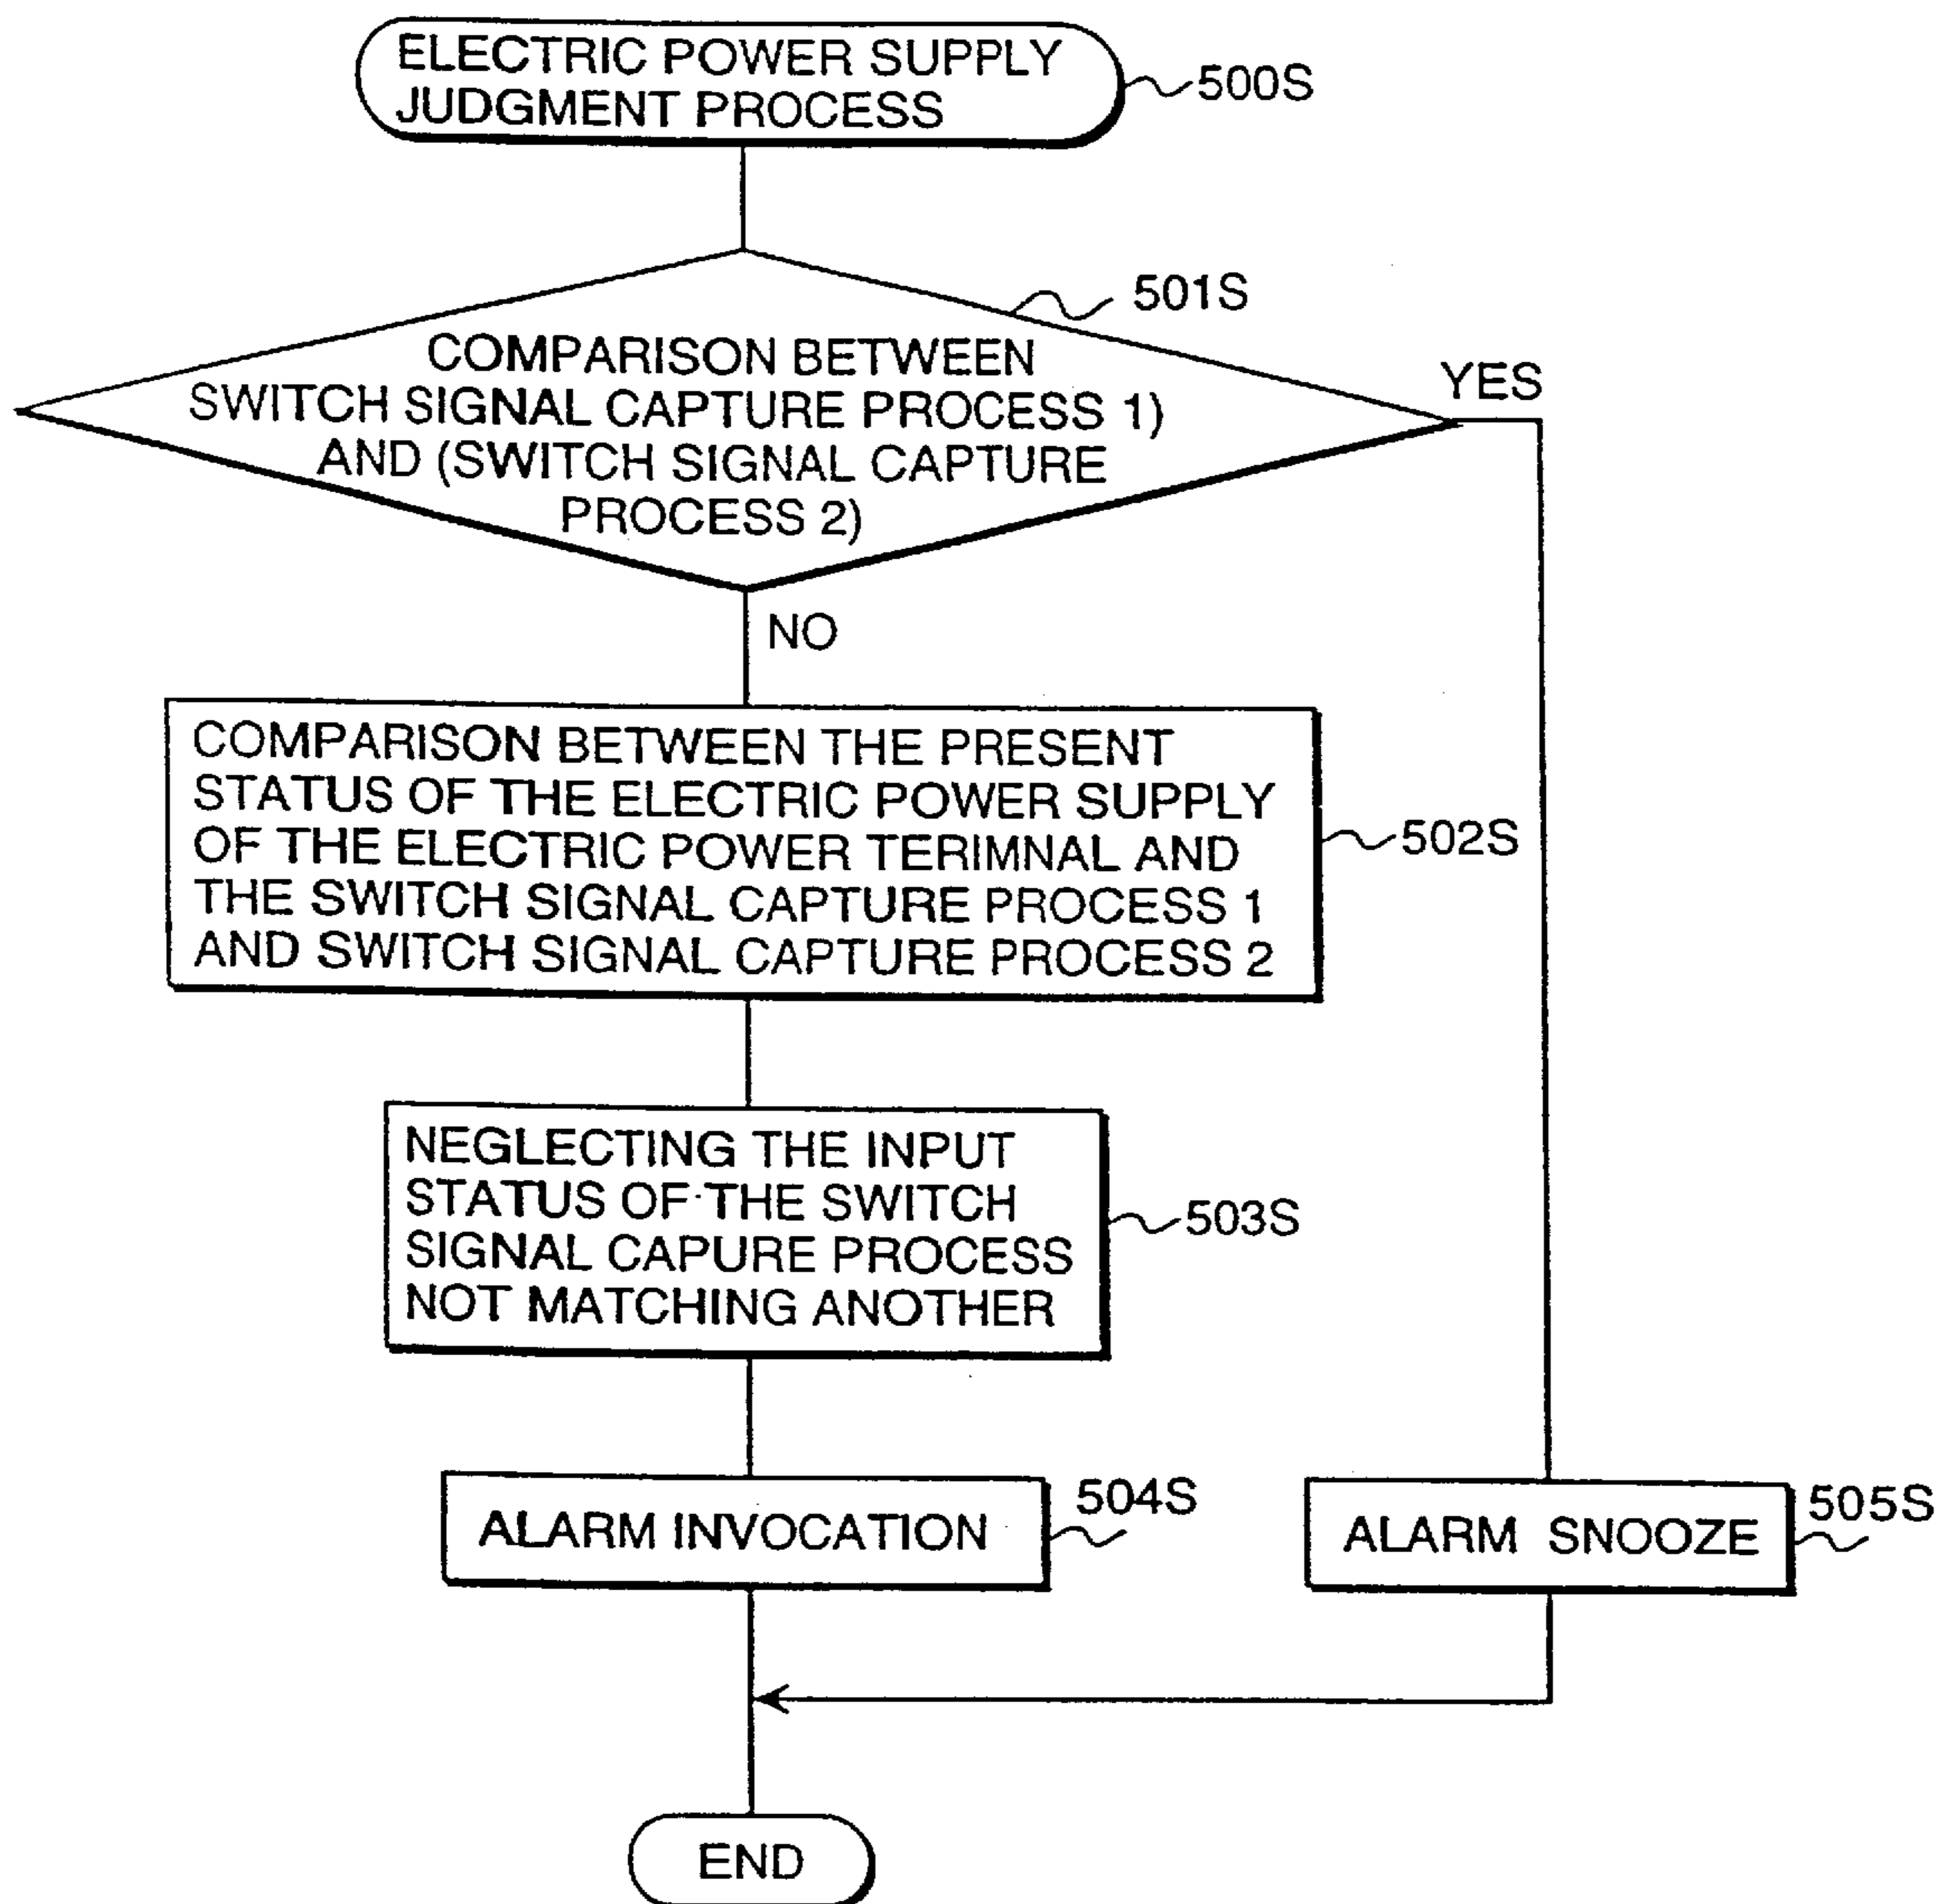 ELECTRIC POWER SUPPLY
JUDGMENT PROCESS
500S
501S
COMPARISON BETWEEN
SWITCH SIGNAL CAPTURE PROCESS 1)
AND (SWITCH SIGNAL CAPTURE
PROCESS 2)
YES
NO
COMPARISON BETWEEN THE PRESENT
STATUS OF THE ELECTRIC POWER SUPPLY
OF THE ELECTRIC POWER TERIMNAL AND
THE SWITCH SIGNAL CAPTURE PROCESS 1
AND SWITCH SIGNAL CAPTURE PROCESS 2
502S
NEGLECTING THE INPUT
STATUS OF THE SWITCH
SIGNAL CAPURE PROCESS
NOT MATCHING ANOTHER
503S
ALARM INVOCATION
504S
ALARM SNOOZE
505S
END